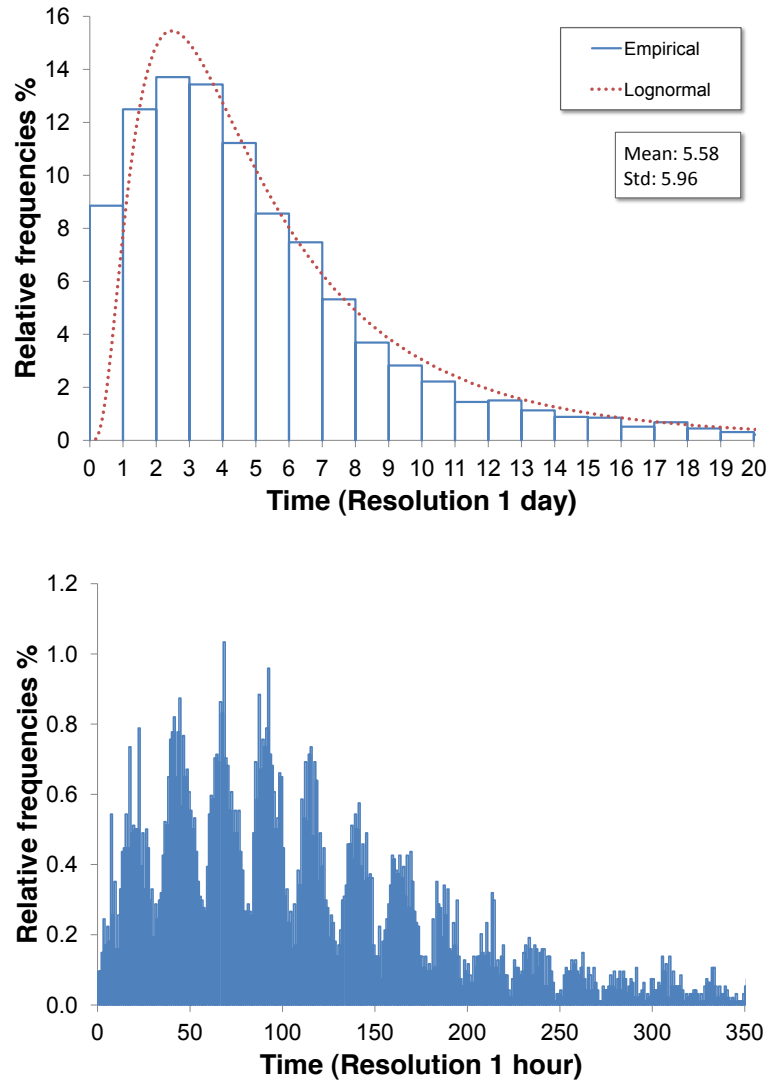 16
14
12
10
8
6
4
2
0
Relative frequencies %
Empirical
Lognormal
Mean: 5.58
Std: 5.96
0 1 2 3 4 5 6 7 8 9 10 11 12 13 14 15 16 17 18 19 20
Time (Resolution 1 day)
1.2
1.0
0.8
0.6
0.4
0.2
0.0
Relative frequencies %
0 50 100 150 200 250 300 350
Time (Resolution 1 hour)